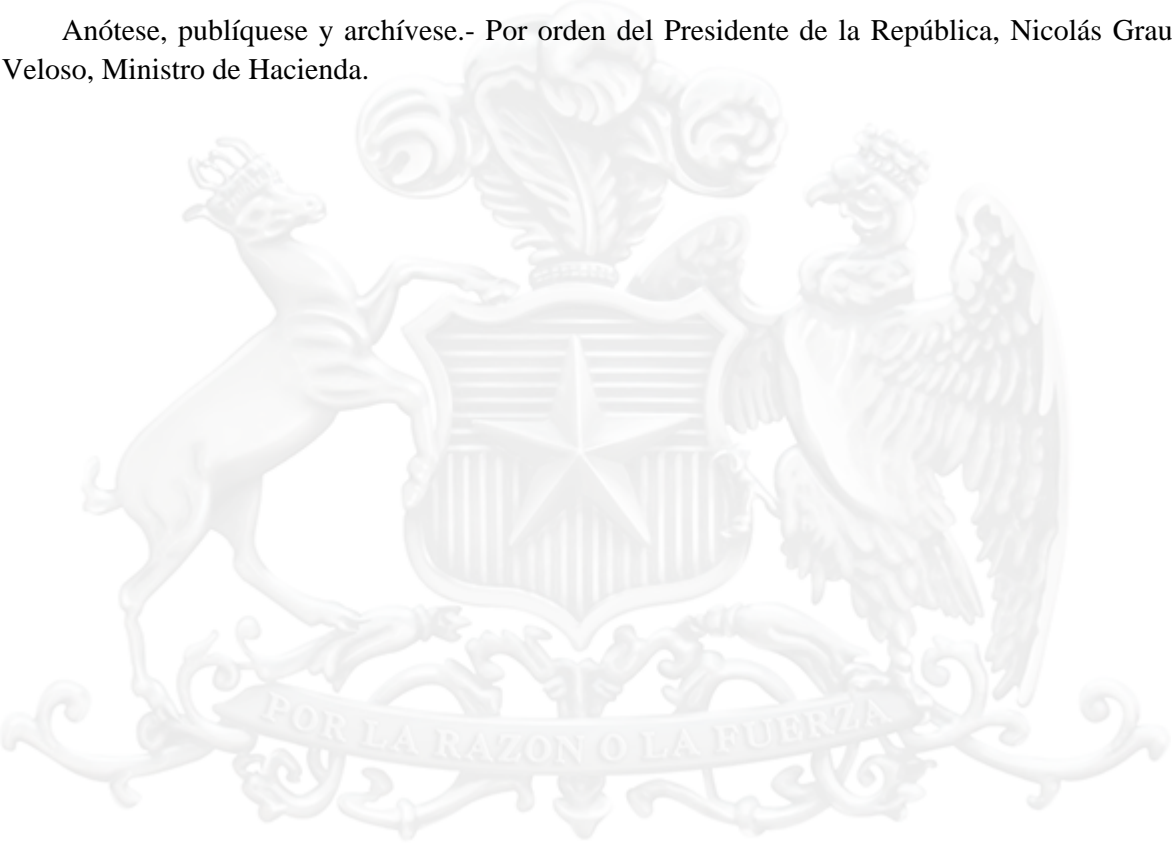 Anótese, publíquese y archívese.- Por orden del Presidente de la República, Nicolás Grau
Veloso, Ministro de Hacienda.
POR LA RAZON O LA FUERZA